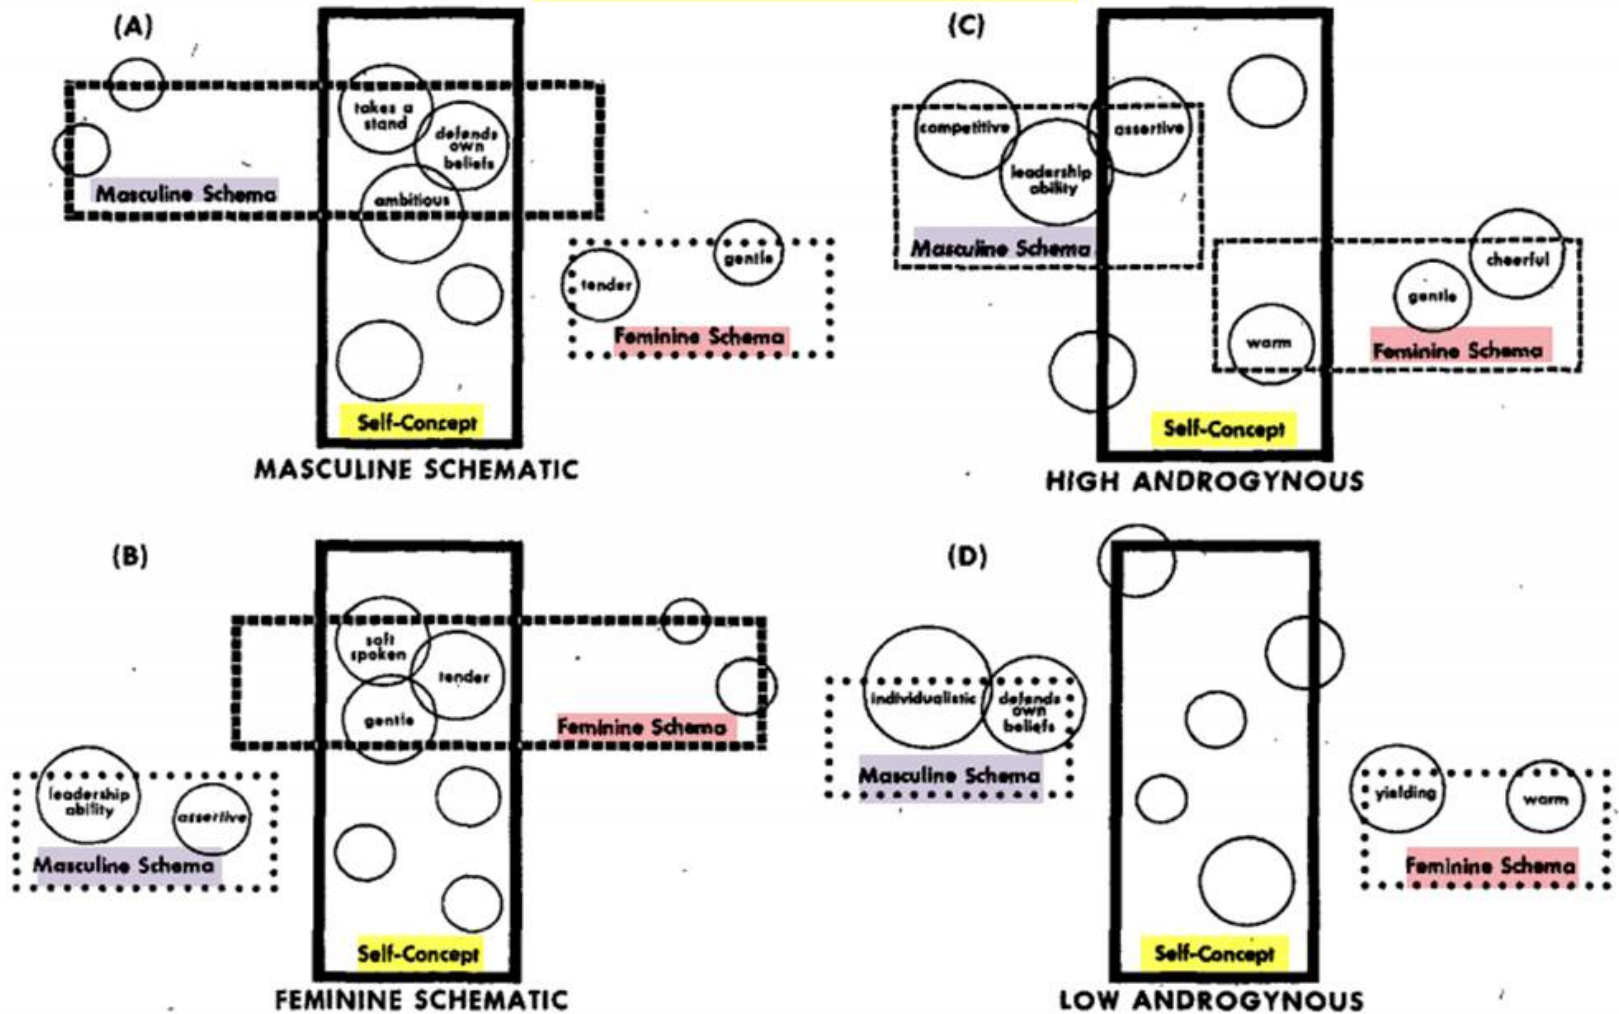 (A)
takes a
stand
defends
own
beliefs
ambitious
Masculine Schema
tender
gentle
Feminine Schema
Self-Concept
MASCULINE SCHEMATIC
(C)
competitive
assertive
leadership
ability
Masculine Schema
cheerful
gentle
warm
Feminine Schema
Self-Concept
HIGH ANDROGYNOUS
(B)
soft
spoken
tender
gentle
Feminine Schema
leadership
ability
assertive
Masculine Schema
Self-Concept
FEMININE SCHEMATIC
(D)
individualistic
defends
own
beliefs
Masculine Schema
yielding
warm
Feminine Schema
Self-Concept
LOW ANDROGYNOUS